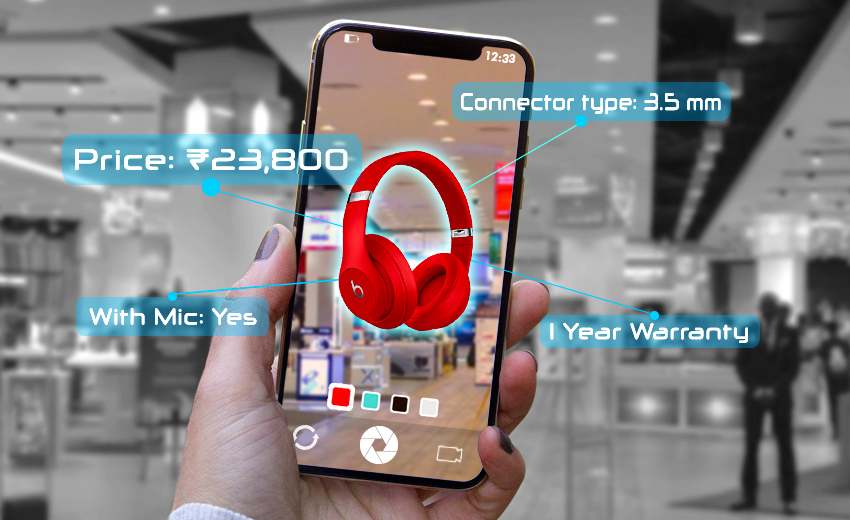 12:33
Connector type: 3.5 mm
Price: ₹23,800
With Mic: Yes
1 Year Warranty
b